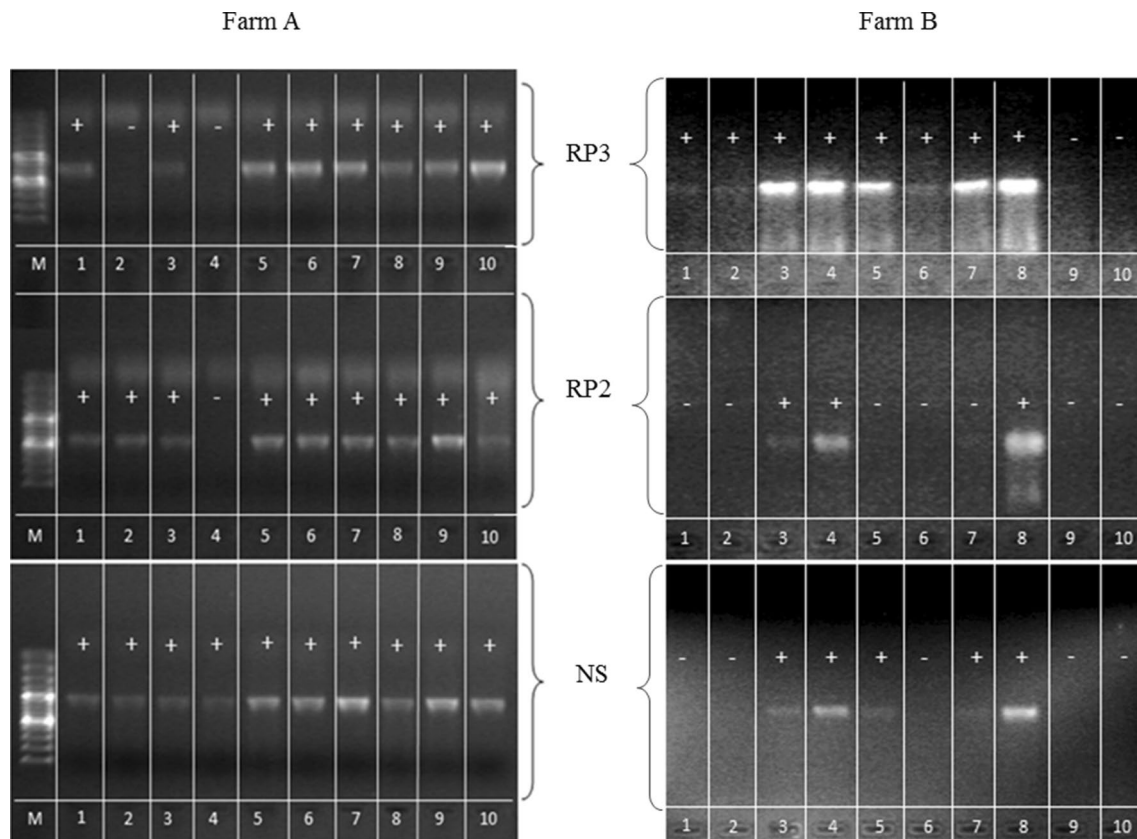 Farm A
Farm B
+ - + - + + + + + +
M 1 2 3 4 5 6 7 8 9 10
RP3
+ + + + + + + + - -
1 2 3 4 5 6 7 8 9 10
+ + + - + + + + + +
M 1 2 3 4 5 6 7 8 9 10
RP2
- - + + - - - + - -
1 2 3 4 5 6 7 8 9 10
+ + + + + + + + + +
M 1 2 3 4 5 6 7 8 9 10
NS
- - + + + - + + - -
1 2 3 4 5 6 7 8 9 10